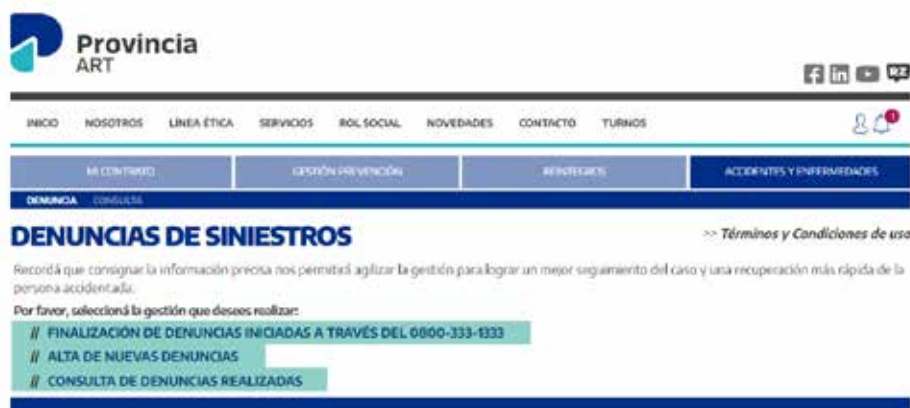 Provincia
ART
INICIO NOSOTROS LÍNEA ÉTICA SERVICIOS ROL SOCIAL NOVEDADES CONTACTO TURNOS
1
MI CONTRATO GESTIÓN PREVENCIÓN REINTEGROS ACCIDENTES Y ENFERMEDADES
DENUNCIA CONSULTA
DENUNCIAS DE SINIESTROS
>> Términos y Condiciones de uso
Recordá que consignar la información precisa nos permitirá agilizar la gestión para lograr un mejor seguimiento del caso y una recuperación más rápida de la
persona accidentada.
Por favor, seleccioná la gestión que desees realizar:
// FINALIZACIÓN DE DENUNCIAS INICIADAS A TRAVÉS DEL 0800-333-1333
// ALTA DE NUEVAS DENUNCIAS
// CONSULTA DE DENUNCIAS REALIZADAS